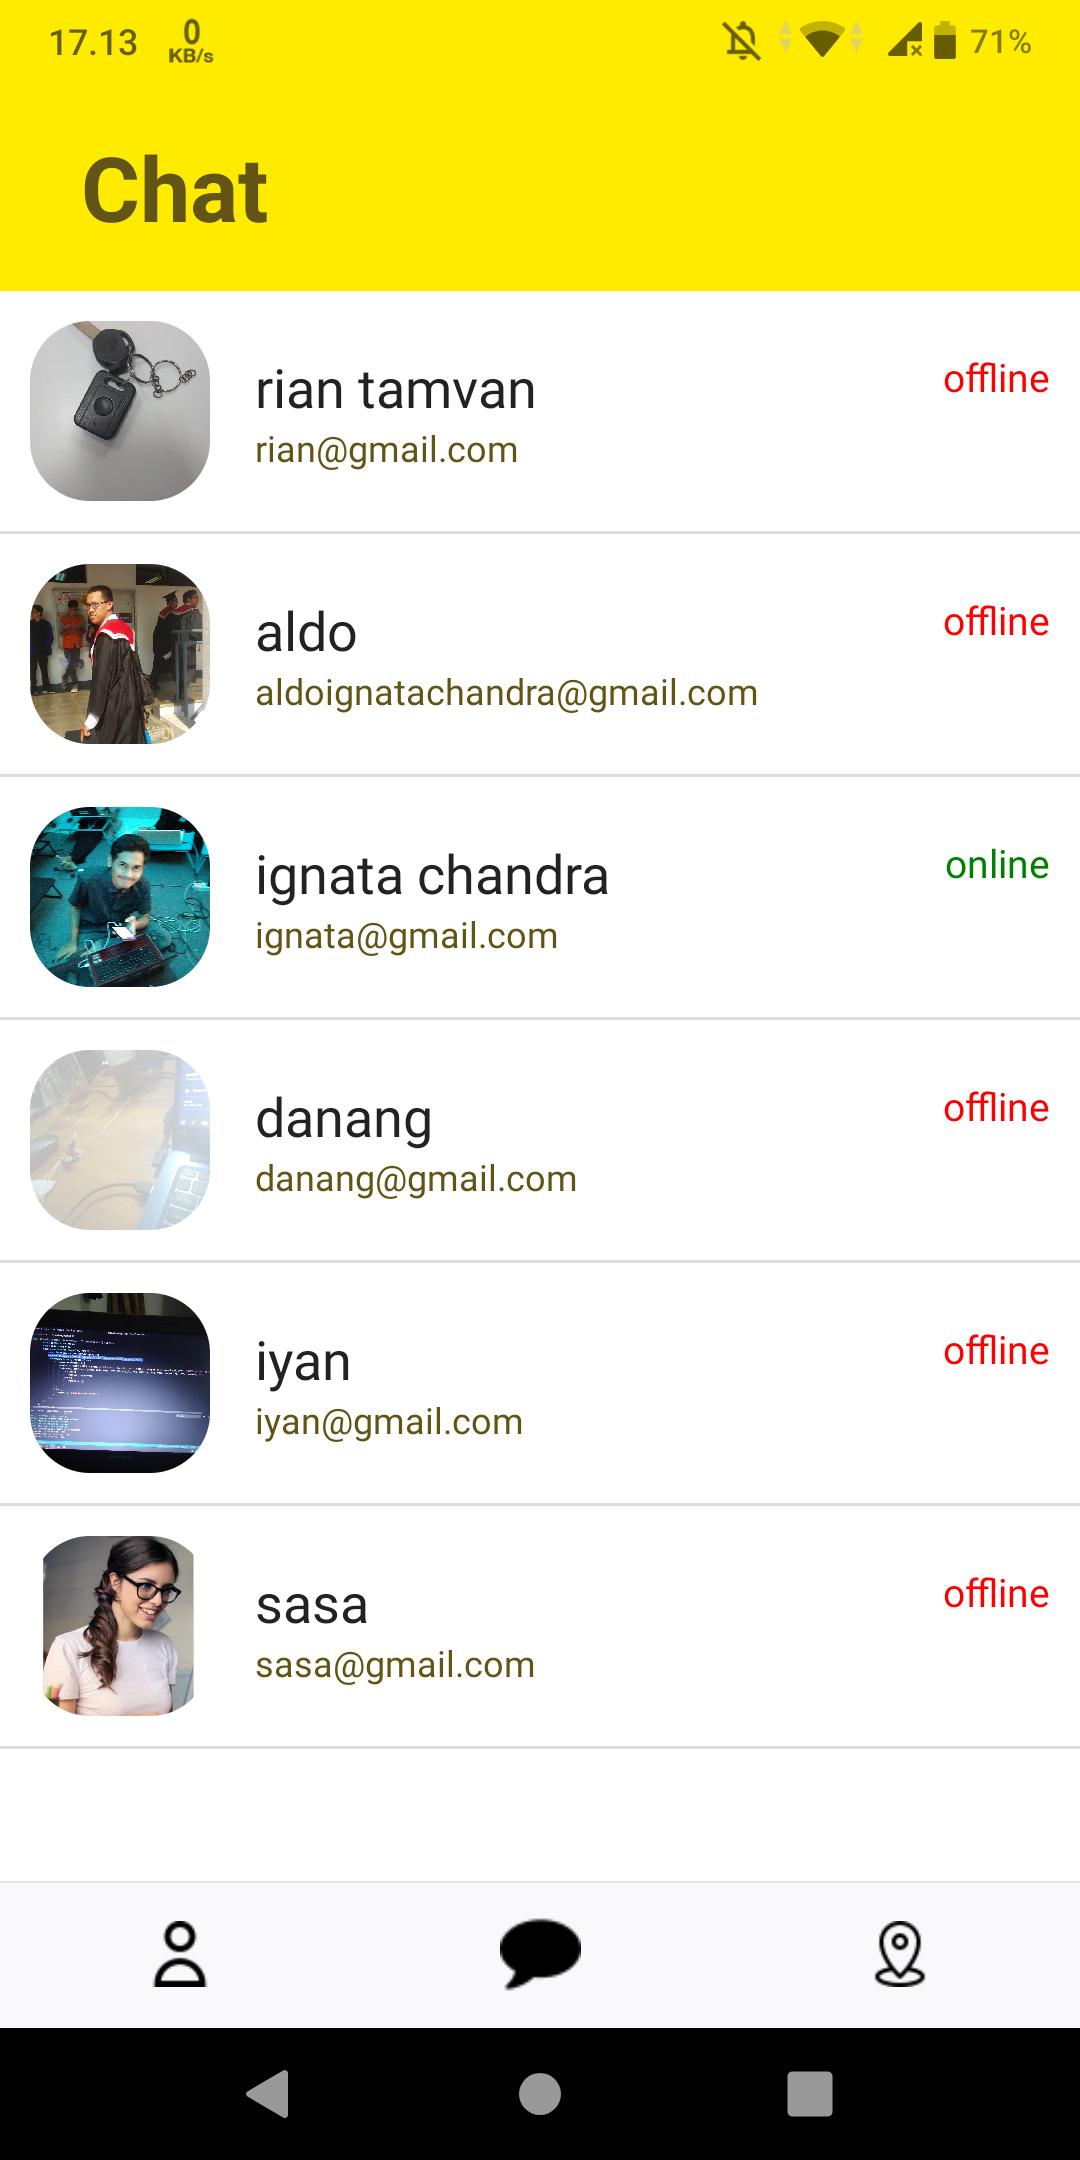 17.13 0 KB/s 71%
Chat
rian tamvan offline
rian@gmail.com
aldo offline
aldoignatachandra@gmail.com
ignata chandra online
ignata@gmail.com
danang offline
danang@gmail.com
iyan offline
iyan@gmail.com
sasa offline
sasa@gmail.com